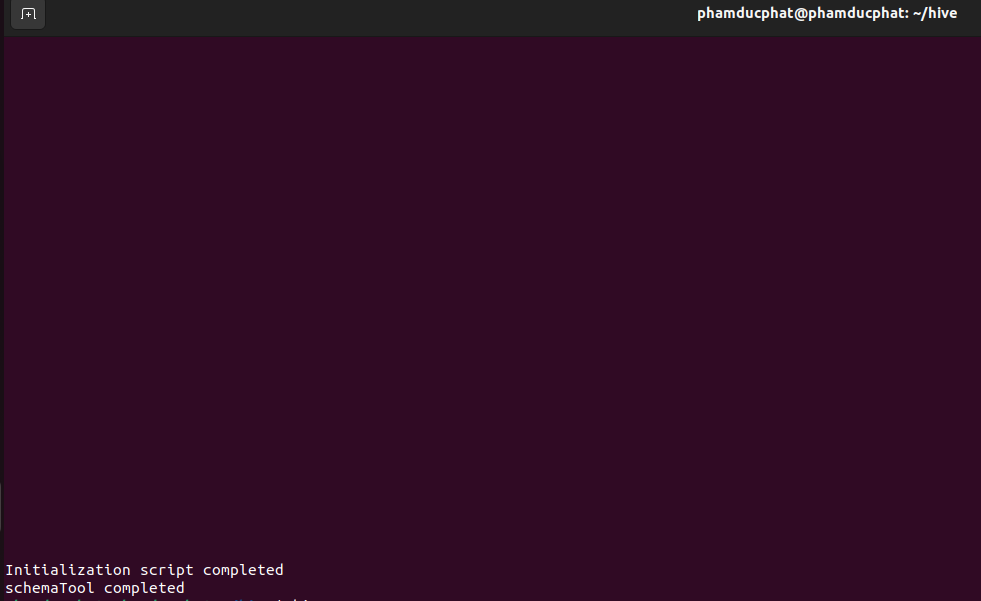 phamducphat@phamducphat: ~/hive
Initialization script completed
schemaTool completed